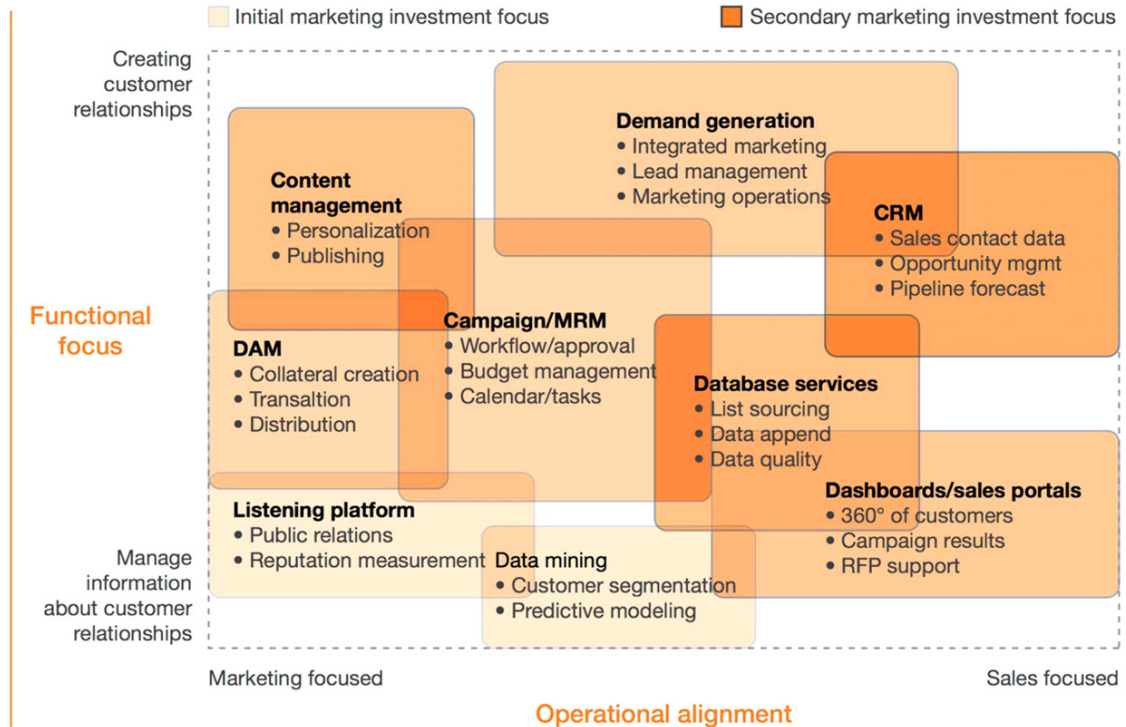 Initial marketing investment focus
Secondary marketing investment focus
Creating
customer
relationships
Functional
focus
Manage
information
about customer
relationships
Demand generation
• Integrated marketing
• Lead management
• Marketing operations
Content
management
• Personalization
• Publishing
CRM
• Sales contact data
• Opportunity mgmt
• Pipeline forecast
Campaign/MRM
• Workflow/approval
• Budget management
• Calendar/tasks
DAM
• Collateral creation
• Transaltion
• Distribution
Database services
• List sourcing
• Data append
• Data quality
Dashboards/sales portals
• 360° of customers
• Campaign results
• RFP support
Listening platform
• Public relations
• Reputation measurement
Data mining
• Customer segmentation
• Predictive modeling
Marketing focused
Sales focused
Operational alignment